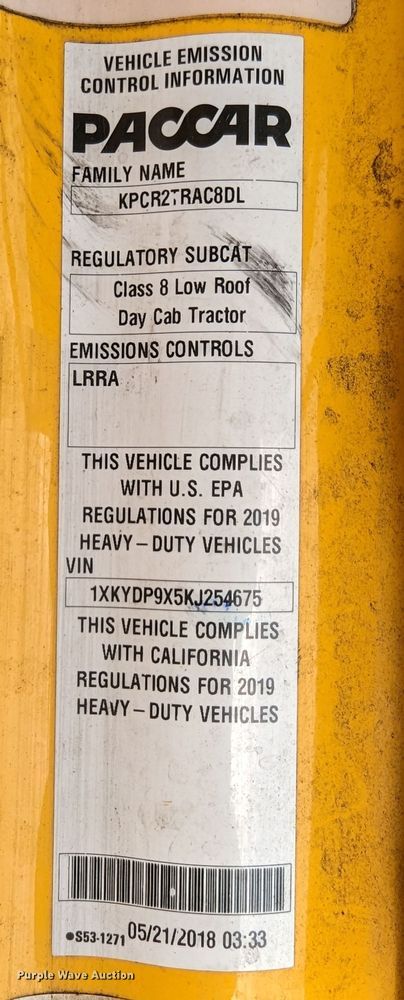 VEHICLE EMISSION
CONTROL INFORMATION
PACCAR
FAMILY NAME
KPCR2TRAC8DL
REGULATORY SUBCAT
Class 8 Low Roof
Day Cab Tractor
EMISSIONS CONTROLS
LRRA
THIS VEHICLE COMPLIES
WITH U.S. EPA
REGULATIONS FOR 2019
HEAVY-DUTY VEHICLES
VIN
1XKYDP9X5KJ254675
THIS VEHICLE COMPLIES
WITH CALIFORNIA
REGULATIONS FOR 2019
HEAVY-DUTY VEHICLES
•S53-1271 05/21/2018 03:33
Purple Wave Auction